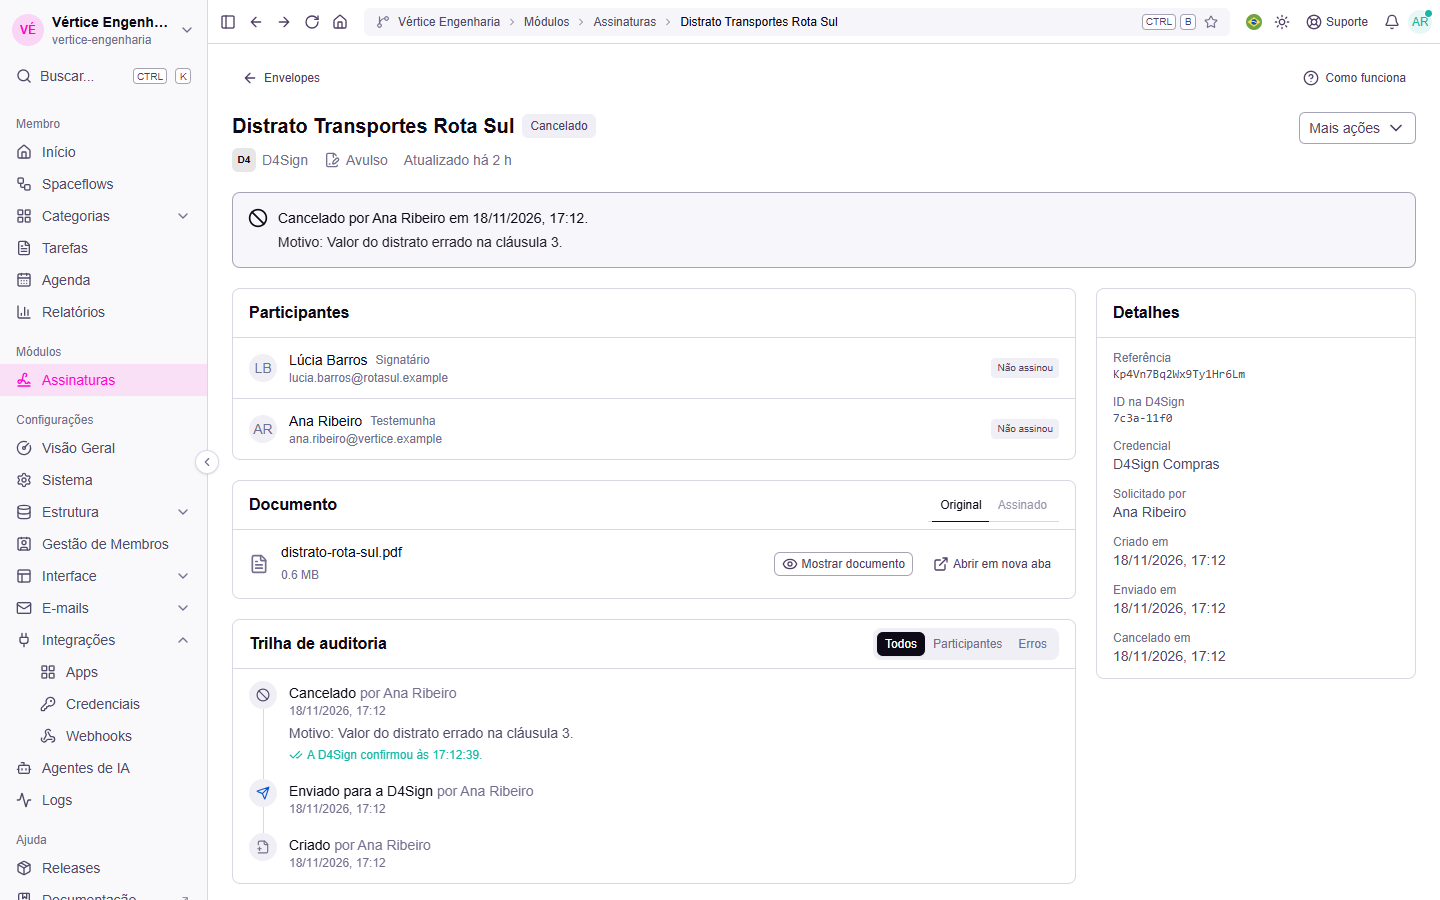 VÉ
Vértice Engenh...
vertice-engenharia
Buscar...
CTRL K
Membro
Início
Spaceflows
Categorias
Tarefas
Agenda
Relatórios
Módulos
Assinaturas
Configurações
Visão Geral
Sistema
Estrutura
Gestão de Membros
Interface
E-mails
Integrações
Apps
Credenciais
Webhooks
Agentes de IA
Logs
Ajuda
Releases
Documentação
Vértice Engenharia > Módulos > Assinaturas > Distrato Transportes Rota Sul
CTRL B
Suporte
AR
Envelopes
Como funciona
Distrato Transportes Rota Sul
Cancelado
Mais ações
D4 D4Sign
Avulso
Atualizado há 2 h
Cancelado por Ana Ribeiro em 18/11/2026, 17:12.
Motivo: Valor do distrato errado na cláusula 3.
Participantes
LB
Lúcia Barros Signatário
lucia.barros@rotasul.example
Não assinou
AR
Ana Ribeiro Testemunha
ana.ribeiro@vertice.example
Não assinou
Documento
Original
Assinado
distrato-rota-sul.pdf
0.6 MB
Mostrar documento
Abrir em nova aba
Trilha de auditoria
Todos
Participantes
Erros
Cancelado por Ana Ribeiro
18/11/2026, 17:12
Motivo: Valor do distrato errado na cláusula 3.
A D4Sign confirmou às 17:12:39.
Enviado para a D4Sign por Ana Ribeiro
18/11/2026, 17:12
Criado por Ana Ribeiro
18/11/2026, 17:12
Detalhes
Referência
Kp4Vn7Bq2Wx9Ty1Hr6Lm
ID na D4Sign
7c3a-11f0
Credencial
D4Sign Compras
Solicitado por
Ana Ribeiro
Criado em
18/11/2026, 17:12
Enviado em
18/11/2026, 17:12
Cancelado em
18/11/2026, 17:12